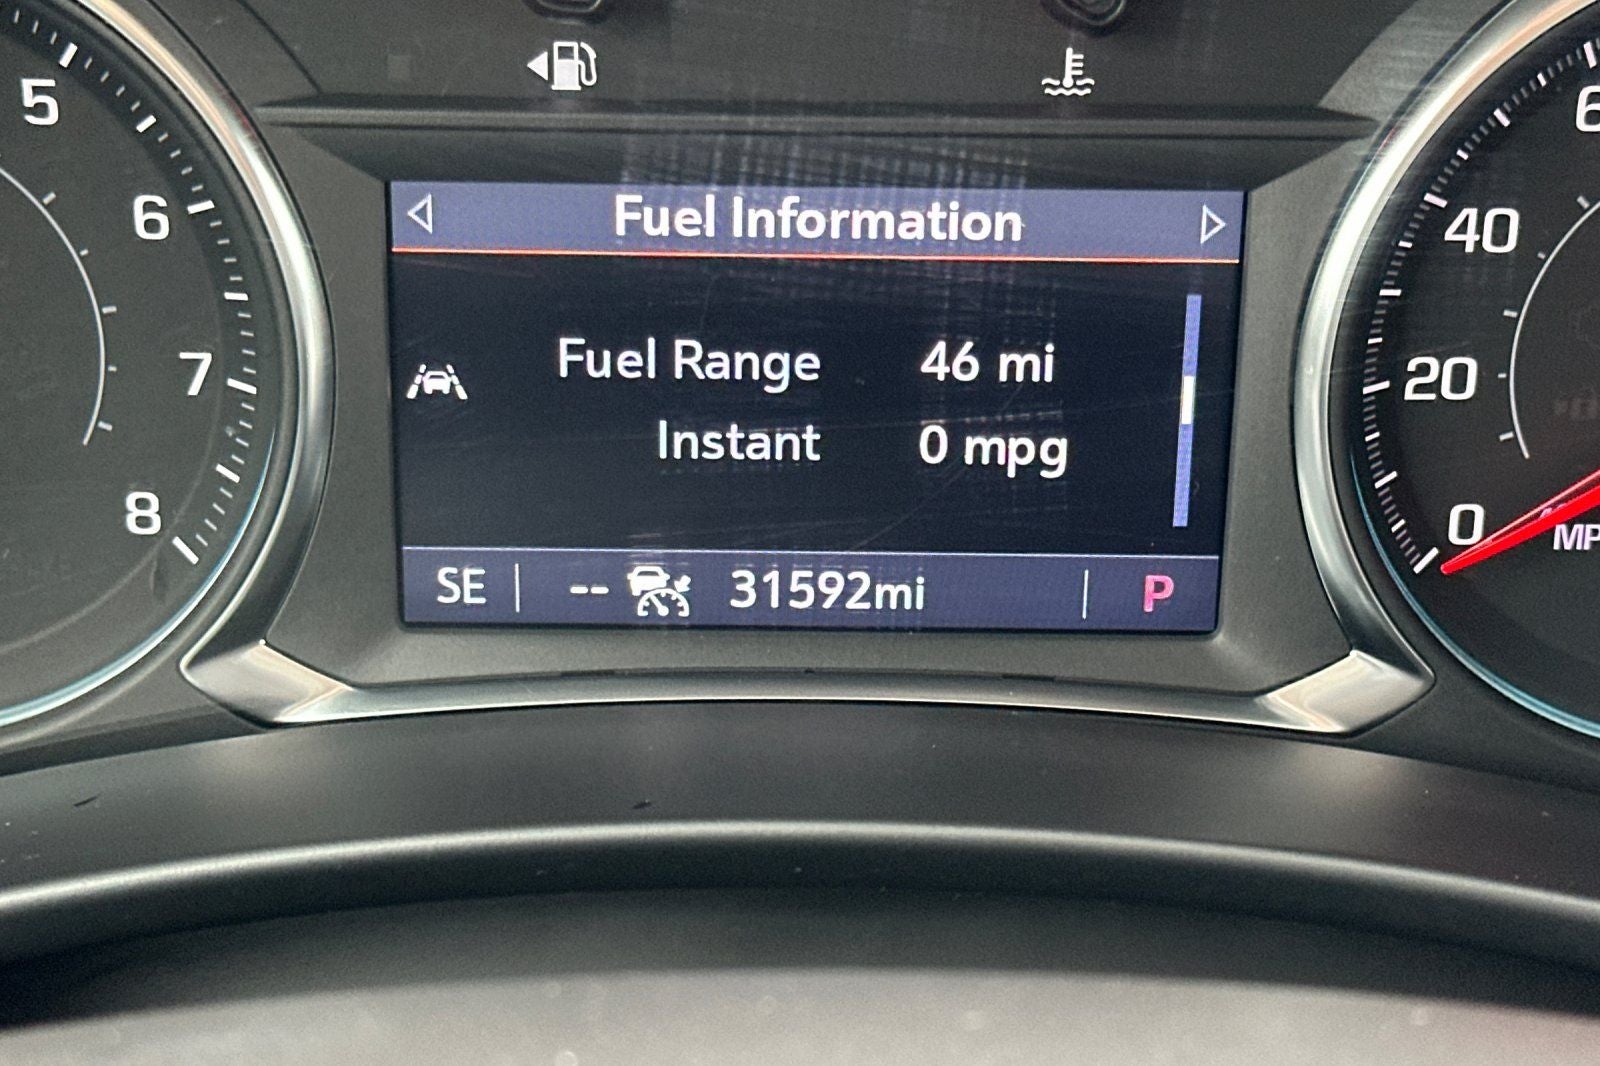 5
6
7
8
Fuel Information
Fuel Range 46 mi
Instant 0 mpg
SE -- 31592mi P
40
20
0